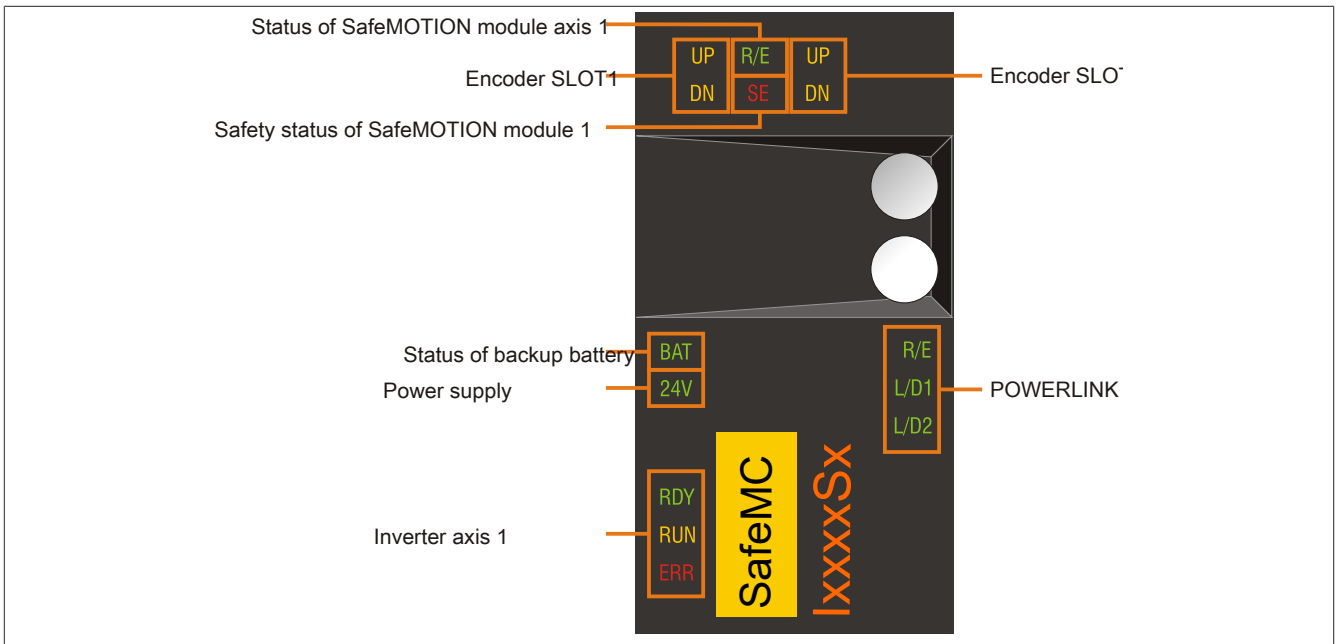 Status of SafeMOTION module axis 1
UP R/E UP
Encoder SLOT1
Encoder
DN SE DN
Safety status of SafeMOTION module 1
Status of backup battery
BAT
R/E
Power supply
24V
L/D1
POWERLINK
L/D2
RDY
Inverter axis 1
RUN
ERR
SafeMC
IxxxxSx